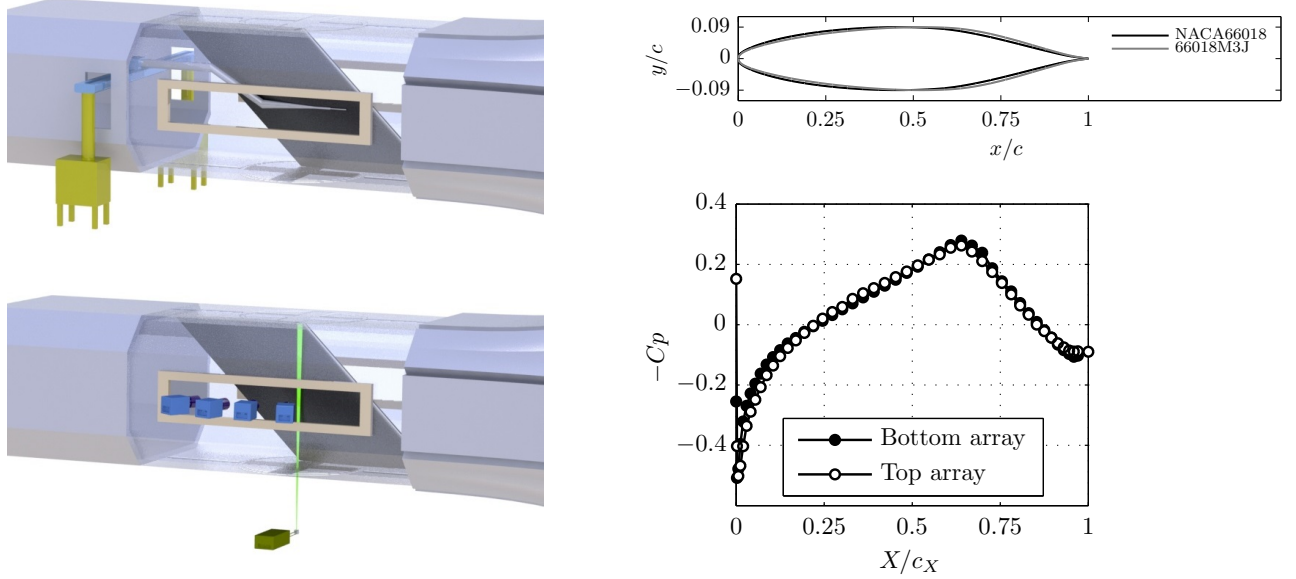 0.09
0
−0.09
y/c
0 0.25 0.5 0.75 1
x/c
NACA66018
66018M3J
0.4
0.2
0
−0.2
−0.4
−Cp
Bottom array
Top array
0 0.25 0.5 0.75 1
X/c_X